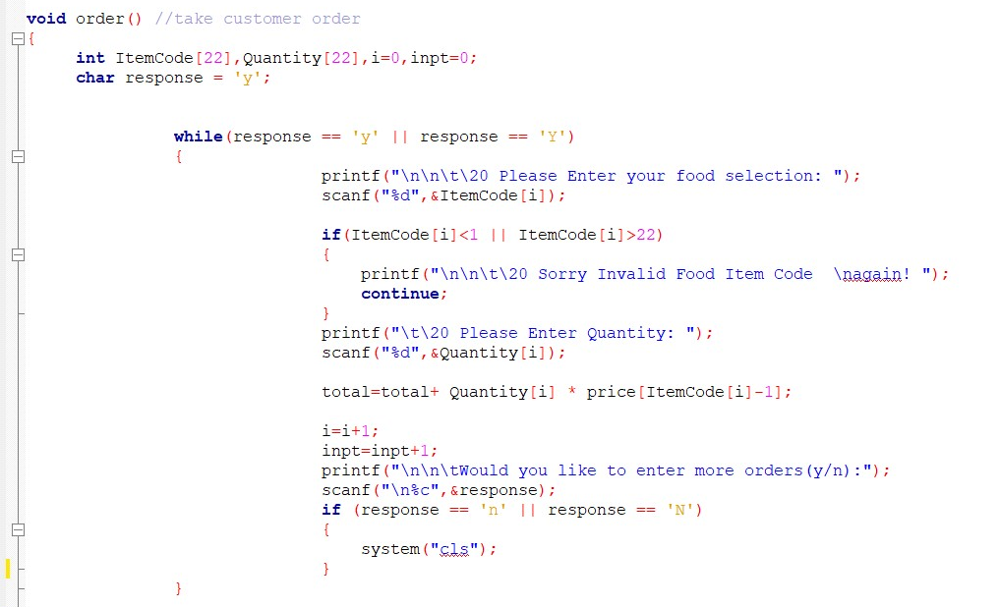 void order() //take customer order
{
int ItemCode[22],Quantity[22],i=0,inpt=0;
char response = 'y';
while(response == 'y' || response == 'Y')
{
printf("\n\n\t\20 Please Enter your food selection: ");
scanf("%d",&ItemCode[i]);
if(ItemCode[i]<1 || ItemCode[i]>22)
{
printf("\n\n\t\20 Sorry Invalid Food Item Code  \nagain! ");
continue;
}
printf("\t\20 Please Enter Quantity: ");
scanf("%d",&Quantity[i]);
total=total+ Quantity[i] * price[ItemCode[i]-1];
i=i+1;
inpt=inpt+1;
printf("\n\n\tWould you like to enter more orders(y/n):");
scanf("\n%c",&response);
if (response == 'n' || response == 'N')
{
system("cls");
}
}